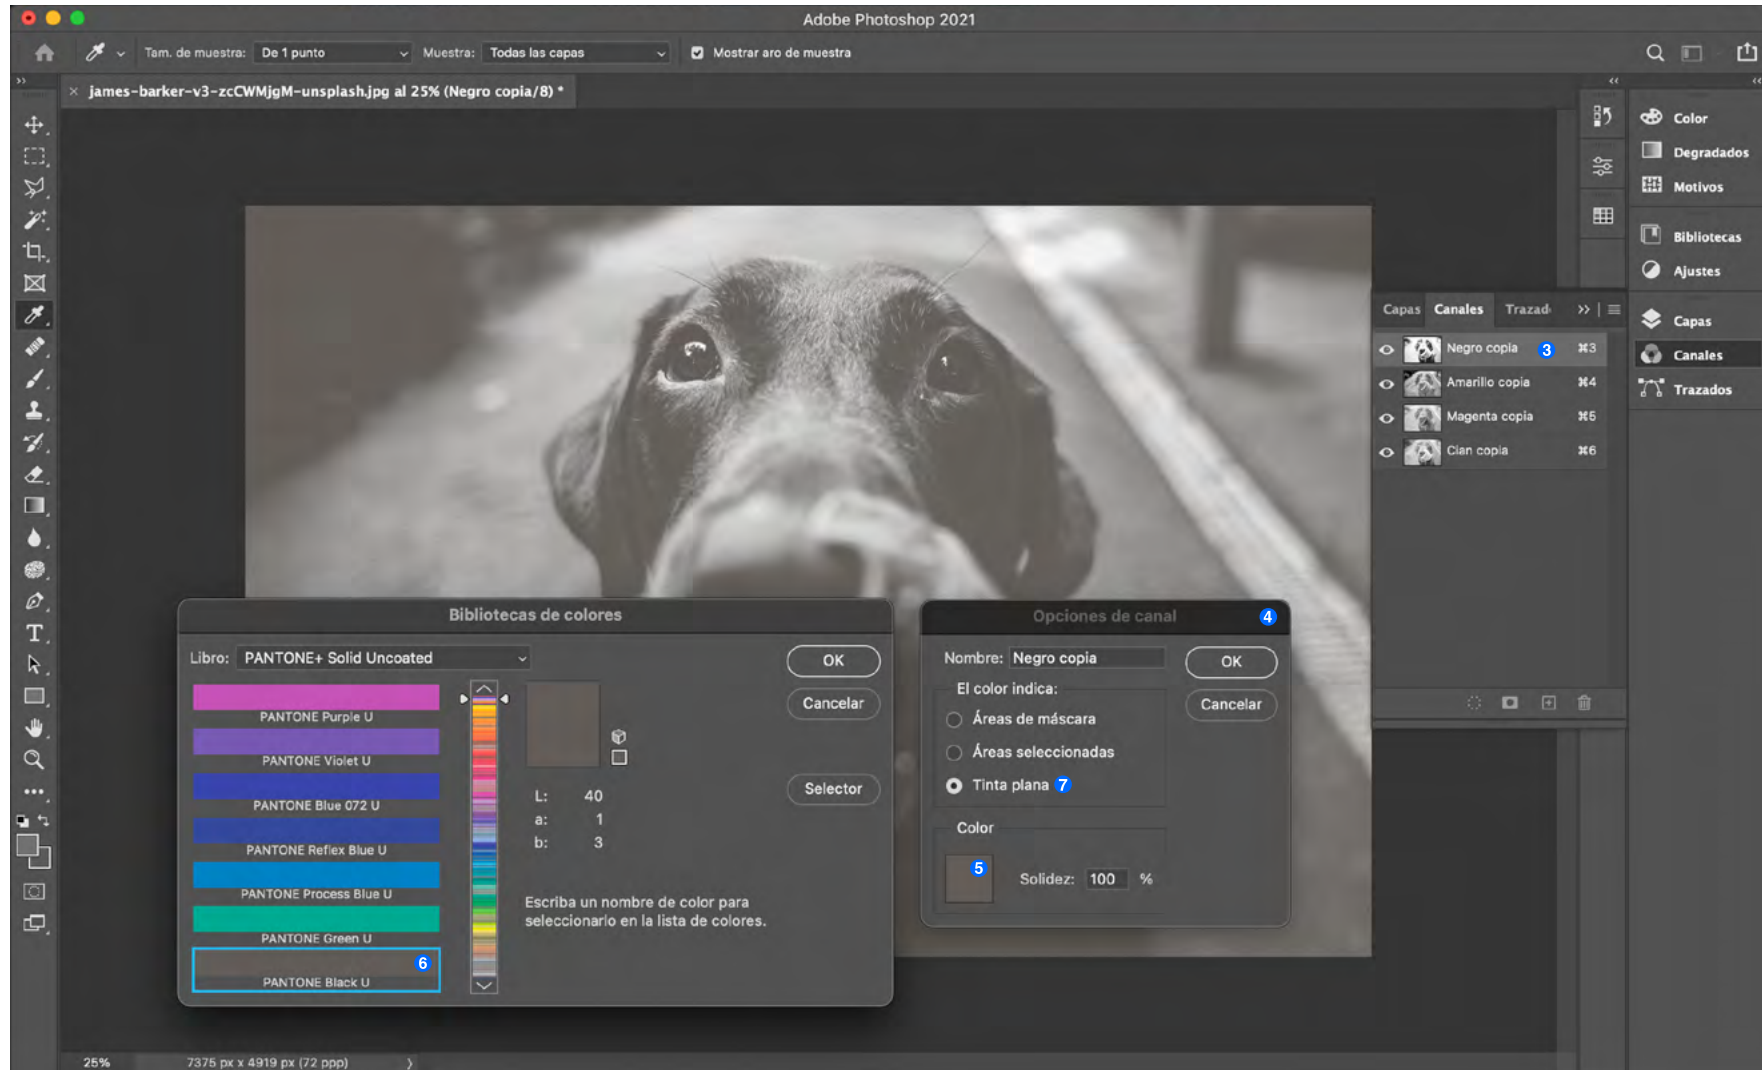 Adobe Photoshop 2021
Tam. de muestra: De 1 punto Muestra: Todas las capas Mostrar aro de muestra
× james-barker-v3-zcCWMjgM-unsplash.jpg al 25% (Negro copia/8) *
Color
Degradados
Motivos
Bibliotecas
Ajustes
Capas
Canales
Trazados
Capas Canales Trazad
Negro copia 3 ⌘3
Amarillo copia ⌘4
Magenta copia ⌘5
Cian copia ⌘6
Bibliotecas de colores
Libro: PANTONE+ Solid Uncoated
PANTONE Purple U
PANTONE Violet U
PANTONE Blue 072 U
PANTONE Reflex Blue U
PANTONE Process Blue U
PANTONE Green U
6
PANTONE Black U
OK
Cancelar
Selector
L: 40
a: 1
b: 3
Escriba un nombre de color para
seleccionarlo en la lista de colores.
Opciones de canal 4
Nombre: Negro copia
OK
Cancelar
El color indica:
Áreas de máscara
Áreas seleccionadas
Tinta plana 7
Color
5
Solidez: 100 %
25% 7375 px x 4919 px (72 ppp)